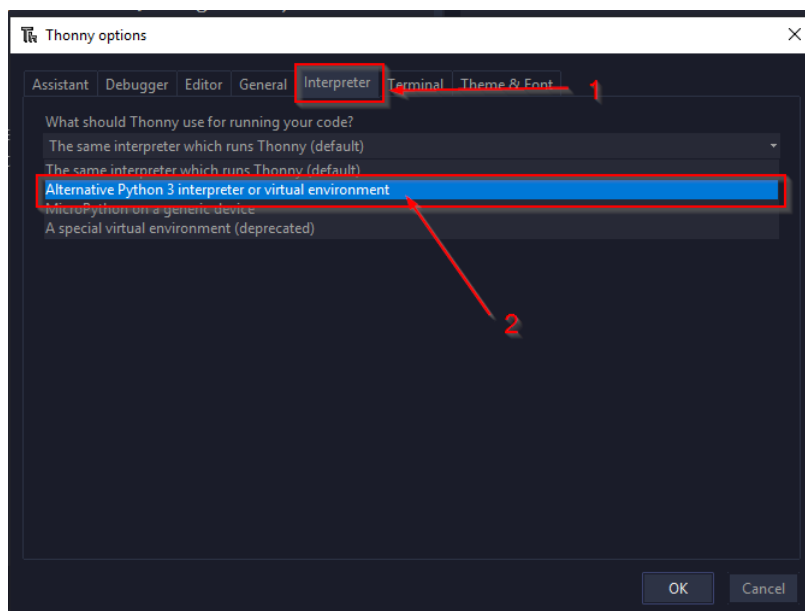 Thonny options
Assistant Debugger Editor General Interpreter Terminal Theme & Font
1
What should Thonny use for running your code?
The same interpreter which runs Thonny (default)
The same interpreter which runs Thonny (default)
Alternative Python 3 interpreter or virtual environment
MicroPython on a generic device
A special virtual environment (deprecated)
2
OK Cancel